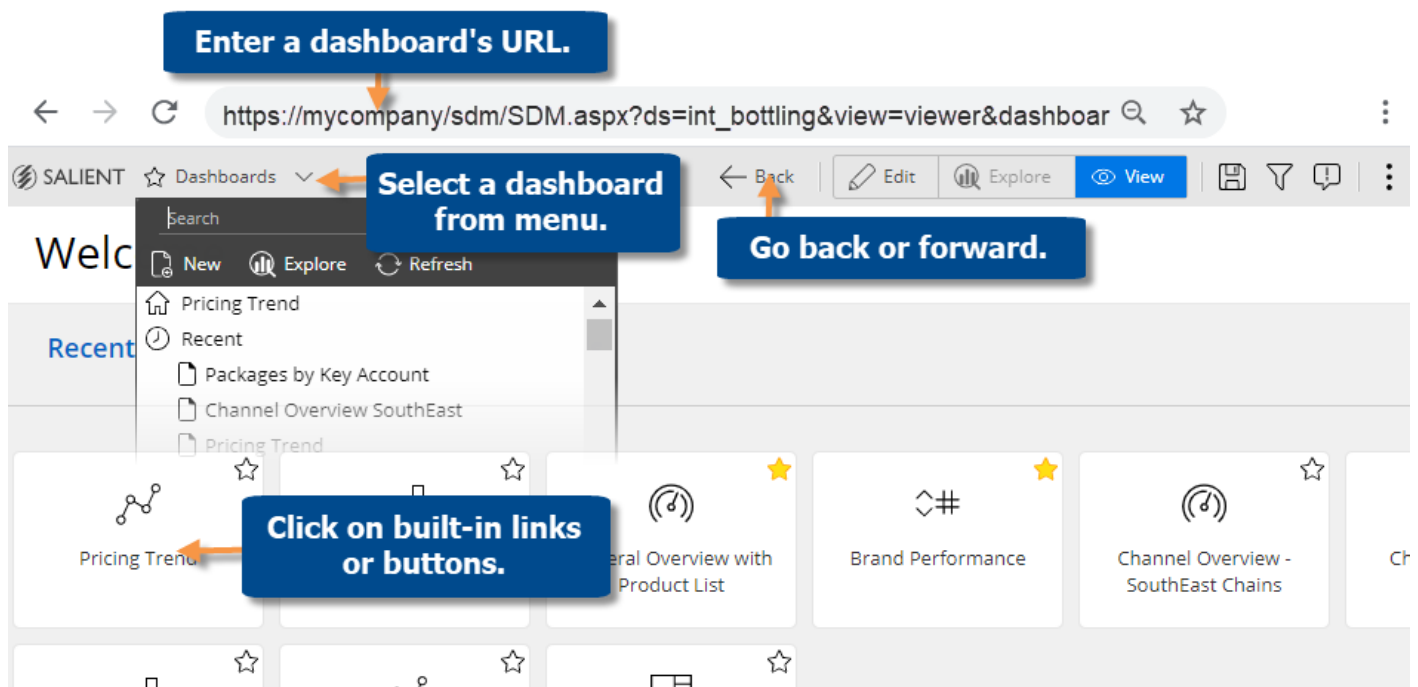 Enter a dashboard's URL.
https://mycompany/sdm/SDM.aspx?ds=int_bottling&view=viewer&dashboar
SALIENT Dashboards
Select a dashboard
from menu.
Back Edit Explore View
Go back or forward.
Welc
Search
New Explore Refresh
Pricing Trend
Recent
Recent
Packages by Key Account
Channel Overview SouthEast
Pricing Trend
Click on built-in links
or buttons.
Pricing Trend
eral Overview with
Product List
Brand Performance
Channel Overview -
SouthEast Chains
Ch